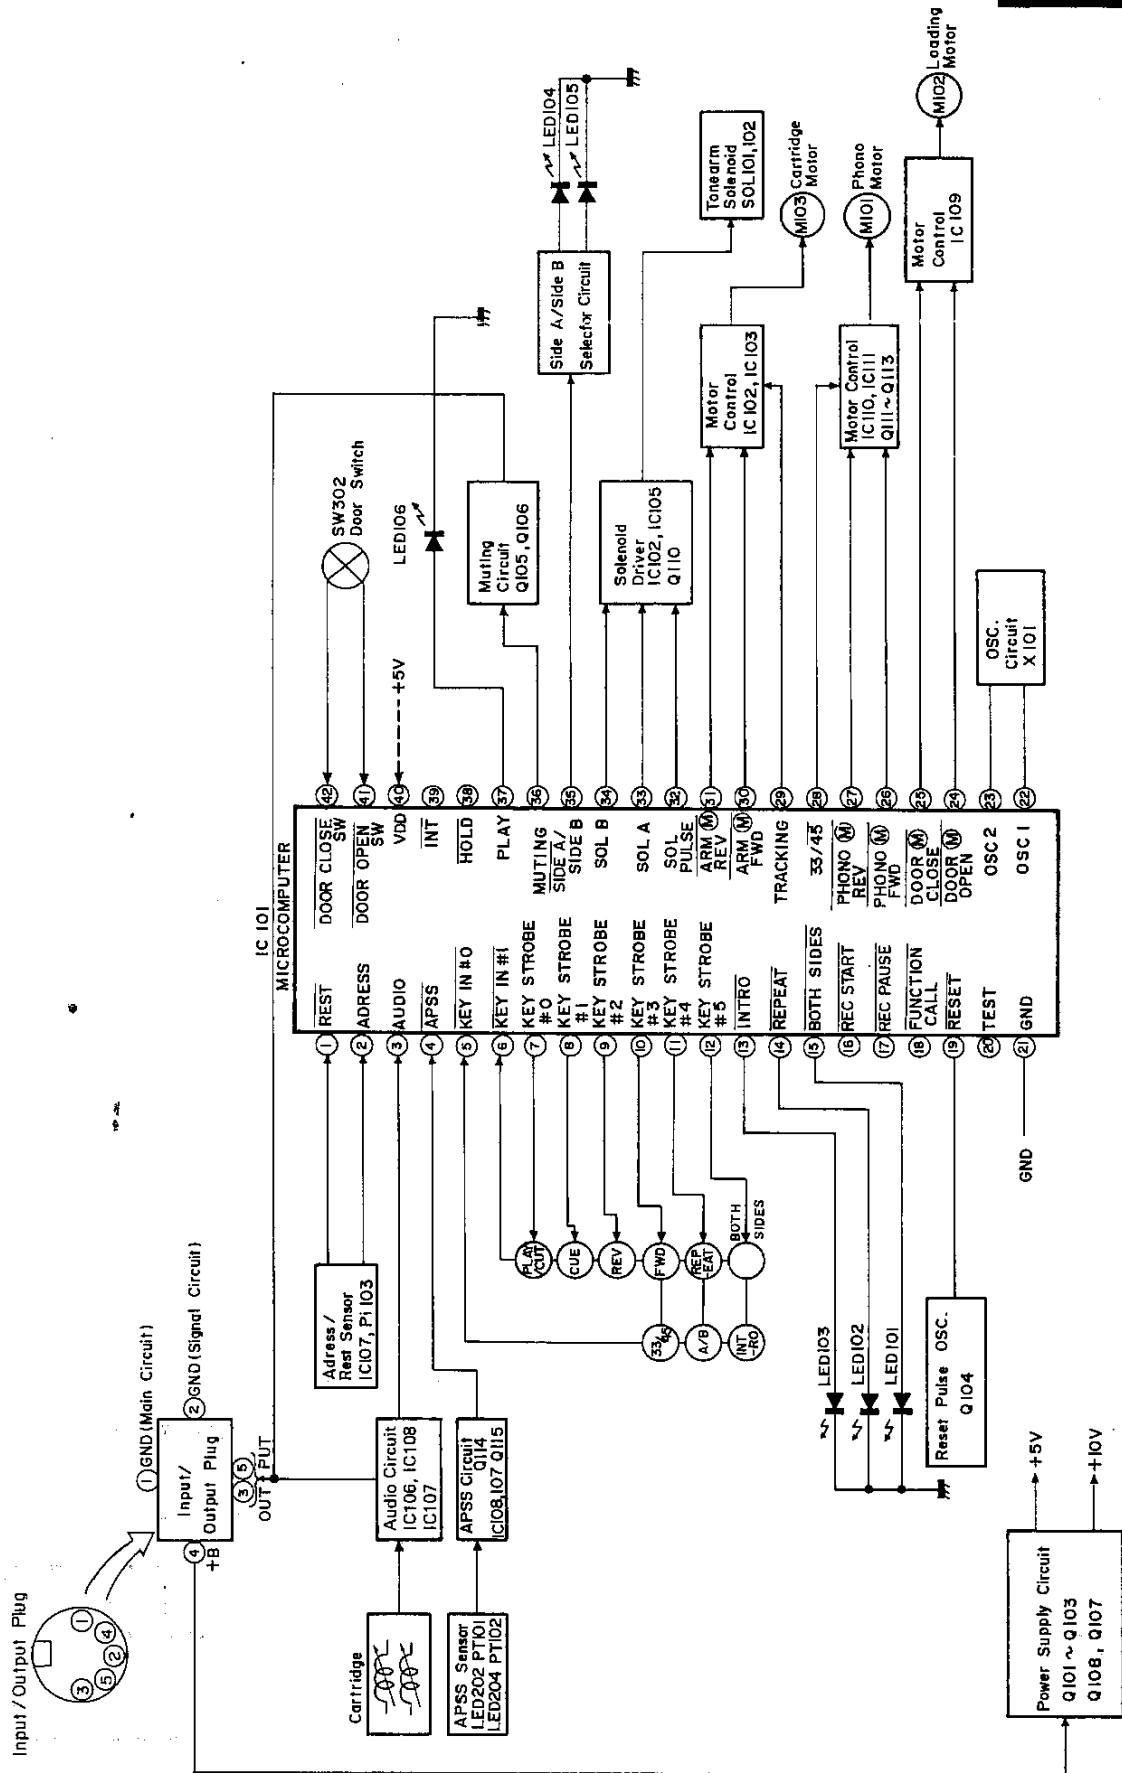 Input / Output Plug
3
5
2
4
1
1 GND (Main Circuit)
2 GND (Signal Circuit)
Input/
Output Plug
4
+B
3 5
OUT PUT
Cartridge
Audio Circuit
IC106, IC108
IC107
APSS Sensor
LED202 PT101
LED204 PT102
APSS Circuit
Q114
IC108,107 Q115
Adress/
Rest Sensor
IC107, Pi 103
PLAY
/CUT
CUE
REV
FWD
REP
-EAT
BOTH
SIDES
33/45
A/B
INT
-RO
LED103
LED102
LED101
Reset Pulse OSC.
Q104
GND
Power Supply Circuit
Q101 ~ Q103
Q108, Q107
+5V
+10V
IC 101
MICROCOMPUTER
1 REST
2 ADRESS
3 AUDIO
4 APSS
5 KEY IN #0
6 KEY IN #1
7 KEY STROBE
#0
8 KEY STROBE
#1
9 KEY STROBE
#2
10 KEY STROBE
#3
11 KEY STROBE
#4
12 KEY STROBE
#5
13 INTRO
14 REPEAT
15 BOTH SIDES
16 REC START
17 REC PAUSE
18 FUNCTION
CALL
19 RESET
20 TEST
21 GND
DOOR CLOSE
SW 42
DOOR OPEN
SW 41
VDD 40
INT 39
HOLD 38
PLAY 37
MUTING 36
SIDE A/
SIDE B 35
SOL B 34
SOL A 33
SOL
PULSE 32
ARM M
REV 31
ARM M
FWD 30
TRACKING 29
33/45 28
PHONO M
REV 27
PHONO M
FWD 26
DOOR M
CLOSE 25
DOOR M
OPEN 24
OSC 2 23
OSC 1 22
SW302
Door Switch
+5V
LED106
Muting
Circuit
Q105, Q106
Side A/Side B
Selector Circuit
LED104
LED105
Solenoid
Driver
IC102, IC105
Q110
Tonearm
Solenoid
SOL101,102
Motor
Control
IC102, IC103
M103 Cartridge
Motor
Motor Control
IC110, IC111
Q111~Q113
M101 Phono
Motor
Motor
Control
IC109
M102 Loading
Motor
OSC.
Circuit
X101